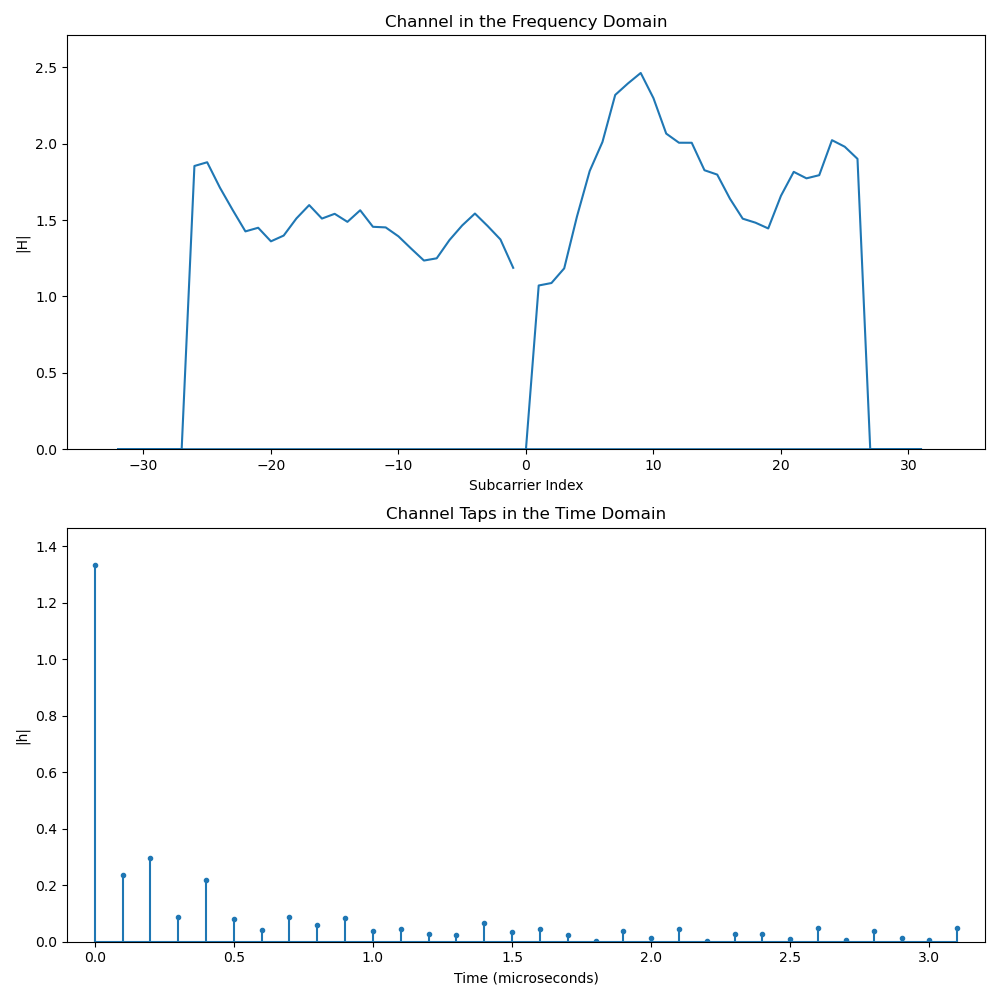 Channel in the Frequency Domain
|H|
2.5
2.0
1.5
1.0
0.5
0.0
−30 −20 −10 0 10 20 30
Subcarrier Index
Channel Taps in the Time Domain
|h|
1.4
1.2
1.0
0.8
0.6
0.4
0.2
0.0
0.0 0.5 1.0 1.5 2.0 2.5 3.0
Time (microseconds)